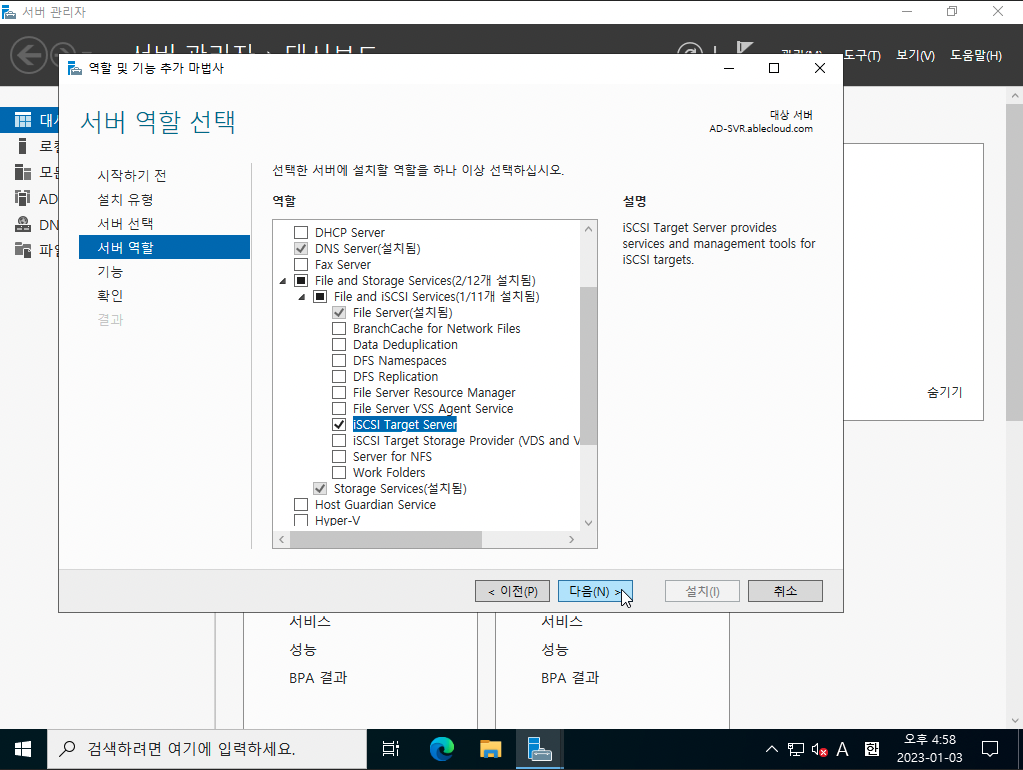 서버 관리자
서버 관리자 · 대시보드
관리(M)
도구(T)
보기(V)
도움말(H)
역할 및 기능 추가 마법사
서버 역할 선택
대상 서버
AD-SVR.ablecloud.com
시작하기 전
설치 유형
서버 선택
서버 역할
기능
확인
결과
선택한 서버에 설치할 역할을 하나 이상 선택하십시오.
역할
DHCP Server
DNS Server(설치됨)
Fax Server
File and Storage Services(2/12개 설치됨)
File and iSCSI Services(1/11개 설치됨)
File Server(설치됨)
BranchCache for Network Files
Data Deduplication
DFS Namespaces
DFS Replication
File Server Resource Manager
File Server VSS Agent Service
iSCSI Target Server
iSCSI Target Storage Provider (VDS and V
Server for NFS
Work Folders
Storage Services(설치됨)
Host Guardian Service
Hyper-V
설명
iSCSI Target Server provides
services and management tools for
iSCSI targets.
AD
DN
숨기기
< 이전(P)
다음(N) >
설치(I)
취소
서비스
성능
BPA 결과
서비스
성능
BPA 결과
검색하려면 여기에 입력하세요.
A
한
오후 4:58
2023-01-03